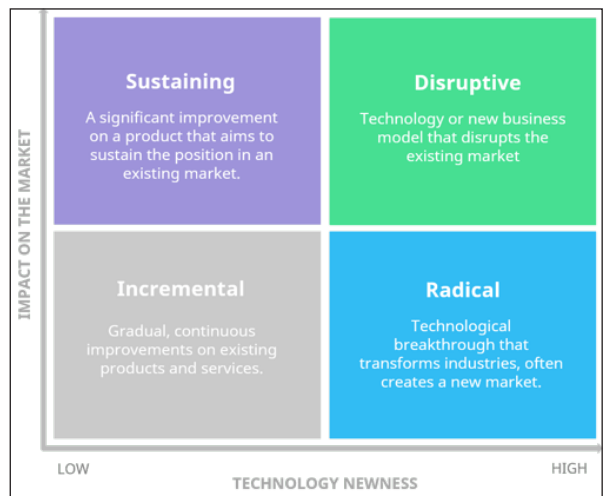 IMPACT ON THE MARKET
Sustaining
A significant improvement
on a product that aims to
sustain the position in an
existing market.
Disruptive
Technology or new business
model that disrupts the
existing market
Incremental
Gradual, continuous
improvements on existing
products and services.
Radical
Technological
breakthrough that
transforms industries, often
creates a new market.
LOW
HIGH
TECHNOLOGY NEWNESS